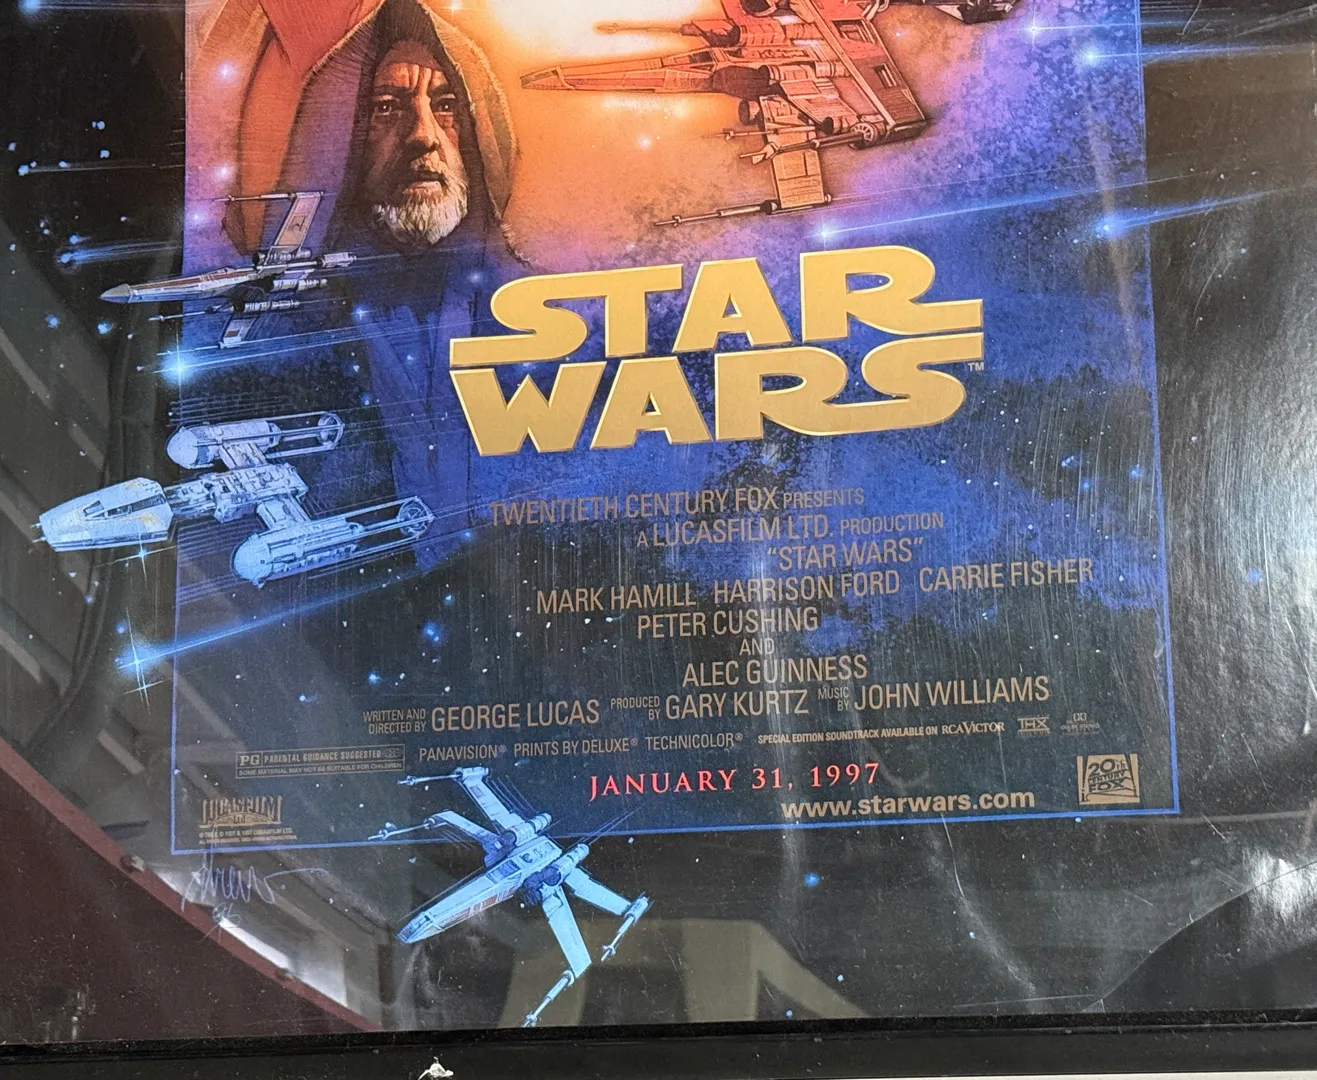 STAR
WARS™
TWENTIETH CENTURY FOX PRESENTS
A LUCASFILM LTD. PRODUCTION
"STAR WARS"
MARK HAMILL HARRISON FORD CARRIE FISHER
PETER CUSHING
AND
ALEC GUINNESS
WRITTEN AND DIRECTED BY GEORGE LUCAS PRODUCED BY GARY KURTZ MUSIC BY JOHN WILLIAMS
PG PARENTAL GUIDANCE SUGGESTED
SOME MATERIAL MAY NOT BE SUITABLE FOR CHILDREN
PANAVISION® PRINTS BY DELUXE® TECHNICOLOR® SPECIAL EDITION SOUNDTRACK AVAILABLE ON RCA VICTOR THX
JANUARY 31, 1997
www.starwars.com
LUCASFILM
20TH CENTURY FOX
drew